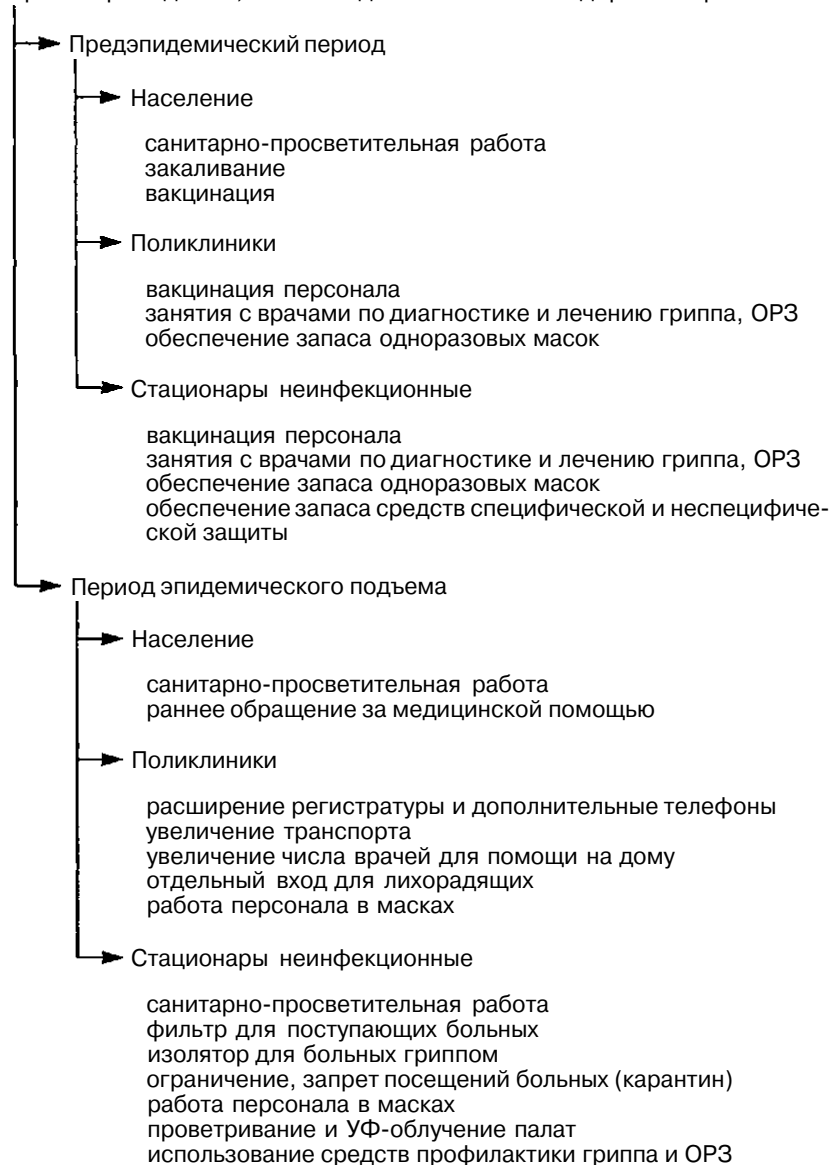 Предэпидемический период
Население
санитарно-просветительная работа
закаливание
вакцинация
Поликлиники
вакцинация персонала
занятия с врачами по диагностике и лечению гриппа, ОРЗ
обеспечение запаса одноразовых масок
Стационары неинфекционные
вакцинация персонала
занятия с врачами по диагностике и лечению гриппа, ОРЗ
обеспечение запаса одноразовых масок
обеспечение запаса средств специфической и неспецифиче-
ской защиты
Период эпидемического подъема
Население
санитарно-просветительная работа
раннее обращение за медицинской помощью
Поликлиники
расширение регистратуры и дополнительные телефоны
увеличение транспорта
увеличение числа врачей для помощи на дому
отдельный вход для лихорадящих
работа персонала в масках
Стационары неинфекционные
санитарно-просветительная работа
фильтр для поступающих больных
изолятор для больных гриппом
ограничение, запрет посещений больных (карантин)
работа персонала в масках
проветривание и УФ-облучение палат
использование средств профилактики гриппа и ОРЗ